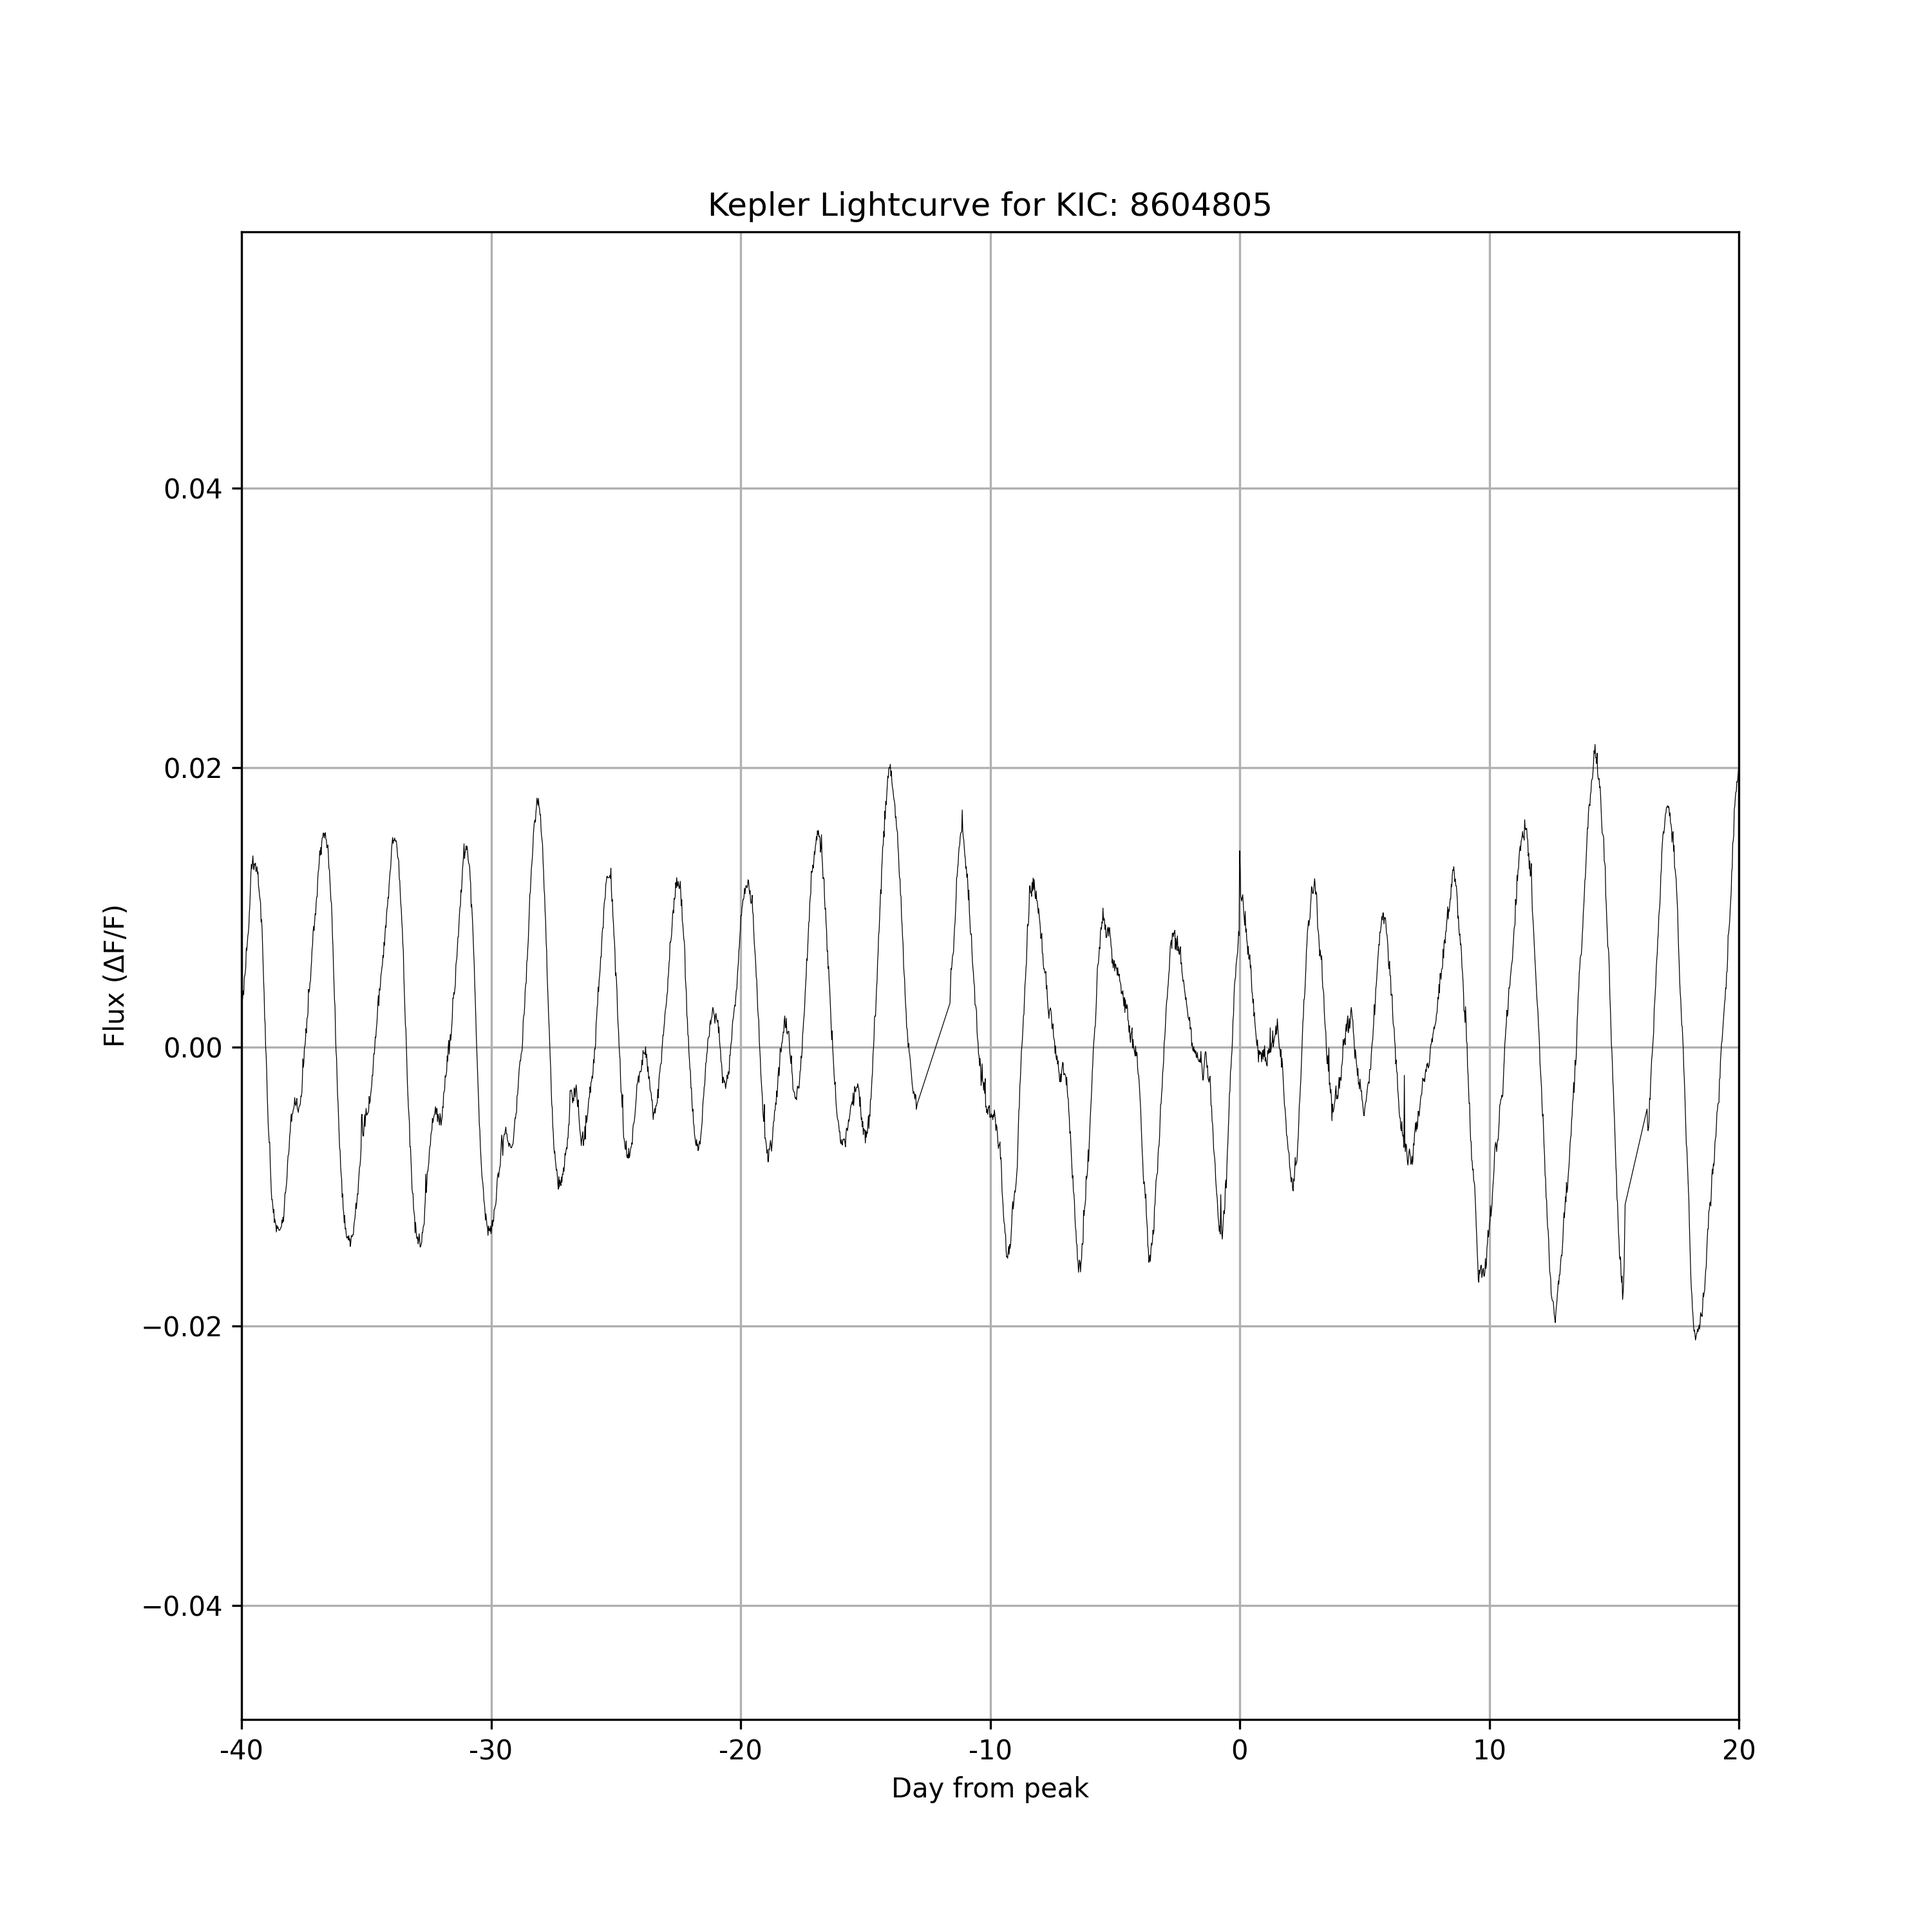 Kepler Lightcurve for KIC: 8604805
Flux (ΔF/F)
0.04
0.02
0.00
−0.02
−0.04
-40 -30 -20 -10 0 10 20
Day from peak